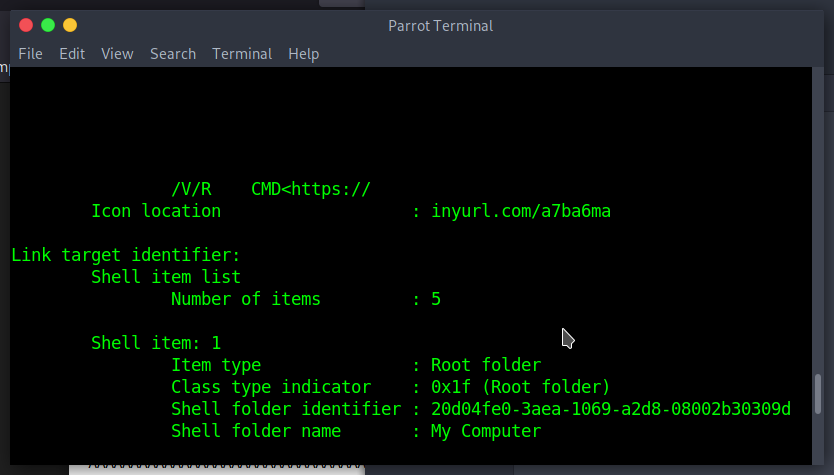 Parrot Terminal
File Edit View Search Terminal Help
/V/R CMD<https://
Icon location : inyurl.com/a7ba6ma
Link target identifier:
Shell item list
Number of items : 5
Shell item: 1
Item type : Root folder
Class type indicator : 0x1f (Root folder)
Shell folder identifier : 20d04fe0-3aea-1069-a2d8-08002b30309d
Shell folder name : My Computer